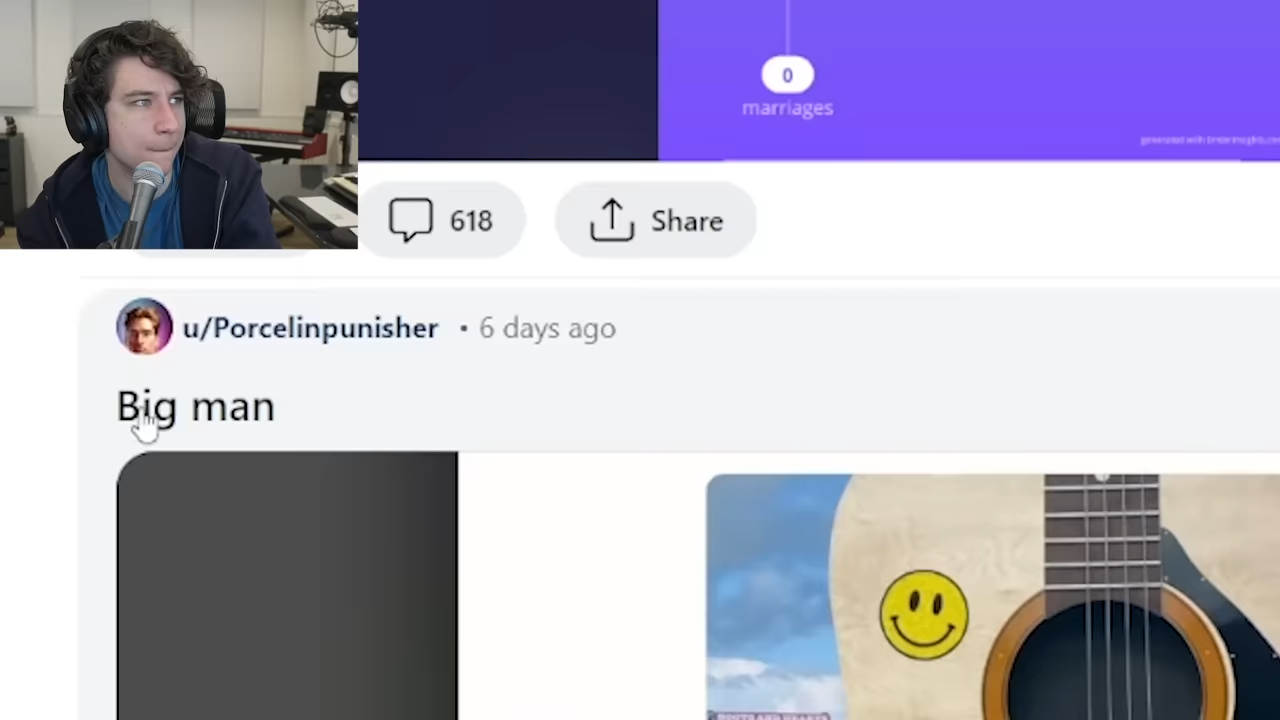 0
marriages
618
Share
u/Porcelinpunisher • 6 days ago
Big man